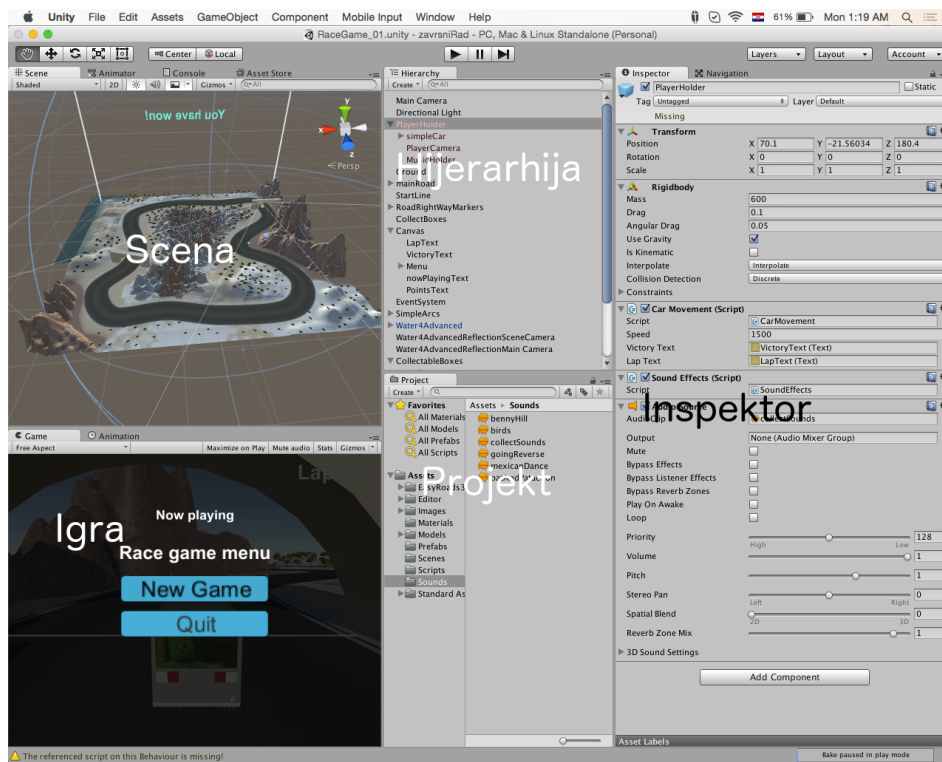 Unity File Edit Assets GameObject Component Mobile Input Window Help 61% Mon 1:19 AM
RaceGame_01.unity - zavrsniRad - PC, Mac & Linux Standalone (Personal)
Center Local Layers Layout Account
Scene Animator Console Asset Store
Shaded 2D Gizmos All
You have won!
y
x
z
Persp
Scena
Game Animation
Free Aspect Maximize on Play Mute audio Stats Gizmos
Lap
Igra
Now playing
Race game menu
New Game
Quit
Hierarchy
Create All
Main Camera
Directional Light
PlayerHolder
simpleCar
PlayerCamera
MusicHolder
Ground
Hijerarhija
mainRoad
StartLine
RoadRightWayMarkers
CollectBoxes
Canvas
LapText
VictoryText
Menu
nowPlayingText
PointsText
EventSystem
SimpleArcs
Water4Advanced
Water4AdvancedReflectionSceneCamera
Water4AdvancedReflectionMain Camera
CollectableBoxes
Project
Create
Favorites
All Materials
All Models
All Prefabs
All Scripts
Assets
EasyRoads3
Editor
Images
Materials
Models
Prefabs
Scenes
Scripts
Sounds
Standard As
Assets Sounds
bennyHill
birds
collectSounds
goingReverse
mexicanDance
Projekt
Inspector Navigation
PlayerHolder Static
Tag Untagged Layer Default
Missing
Transform
Position X 70.1 Y -21.56034 Z 180.4
Rotation X 0 Y 0 Z 0
Scale X 1 Y 1 Z 1
Rigidbody
Mass 600
Drag 0.1
Angular Drag 0.05
Use Gravity
Is Kinematic
Interpolate Interpolate
Collision Detection Discrete
Constraints
Car Movement (Script)
Script CarMovement
Speed 1500
Victory Text VictoryText (Text)
Lap Text LapText (Text)
Sound Effects (Script)
Script SoundEffects
Inspektor
Audio Source
AudioClip collectSounds
Output None (Audio Mixer Group)
Mute
Bypass Effects
Bypass Listener Effects
Bypass Reverb Zones
Play On Awake
Loop
Priority 128
High Low
Volume 1
Pitch 1
Stereo Pan 0
Left Right
Spatial Blend 0
2D 3D
Reverb Zone Mix 1
3D Sound Settings
Add Component
Asset Labels
The referenced script on this Behaviour is missing!
Bake paused in play mode